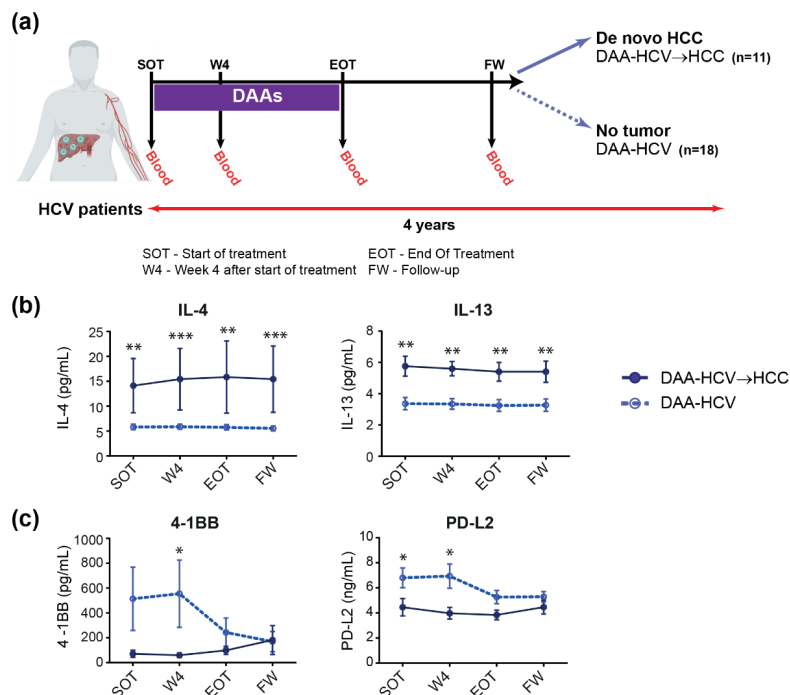 (a)
SOT W4 EOT FW
DAAs
Blood Blood Blood Blood
De novo HCC
DAA-HCV→HCC (n=11)
No tumor
DAA-HCV (n=18)
HCV patients
4 years
SOT - Start of treatment EOT - End Of Treatment
W4 - Week 4 after start of treatment FW - Follow-up
(b)
IL-4
IL-4 (pg/mL)
25
20
15
10
5
0
** *** ** ***
SOT W4 EOT FW
IL-13
IL-13 (pg/mL)
8
6
4
2
0
** ** ** **
SOT W4 EOT FW
DAA-HCV→HCC
DAA-HCV
(c)
4-1BB
4 -1BB (pg/mL)
1000
800
600
400
200
0
*
SOT W4 EOT FW
PD-L2
PD-L2 (ng/mL)
10
8
6
4
2
0
* *
SOT W4 EOT FW